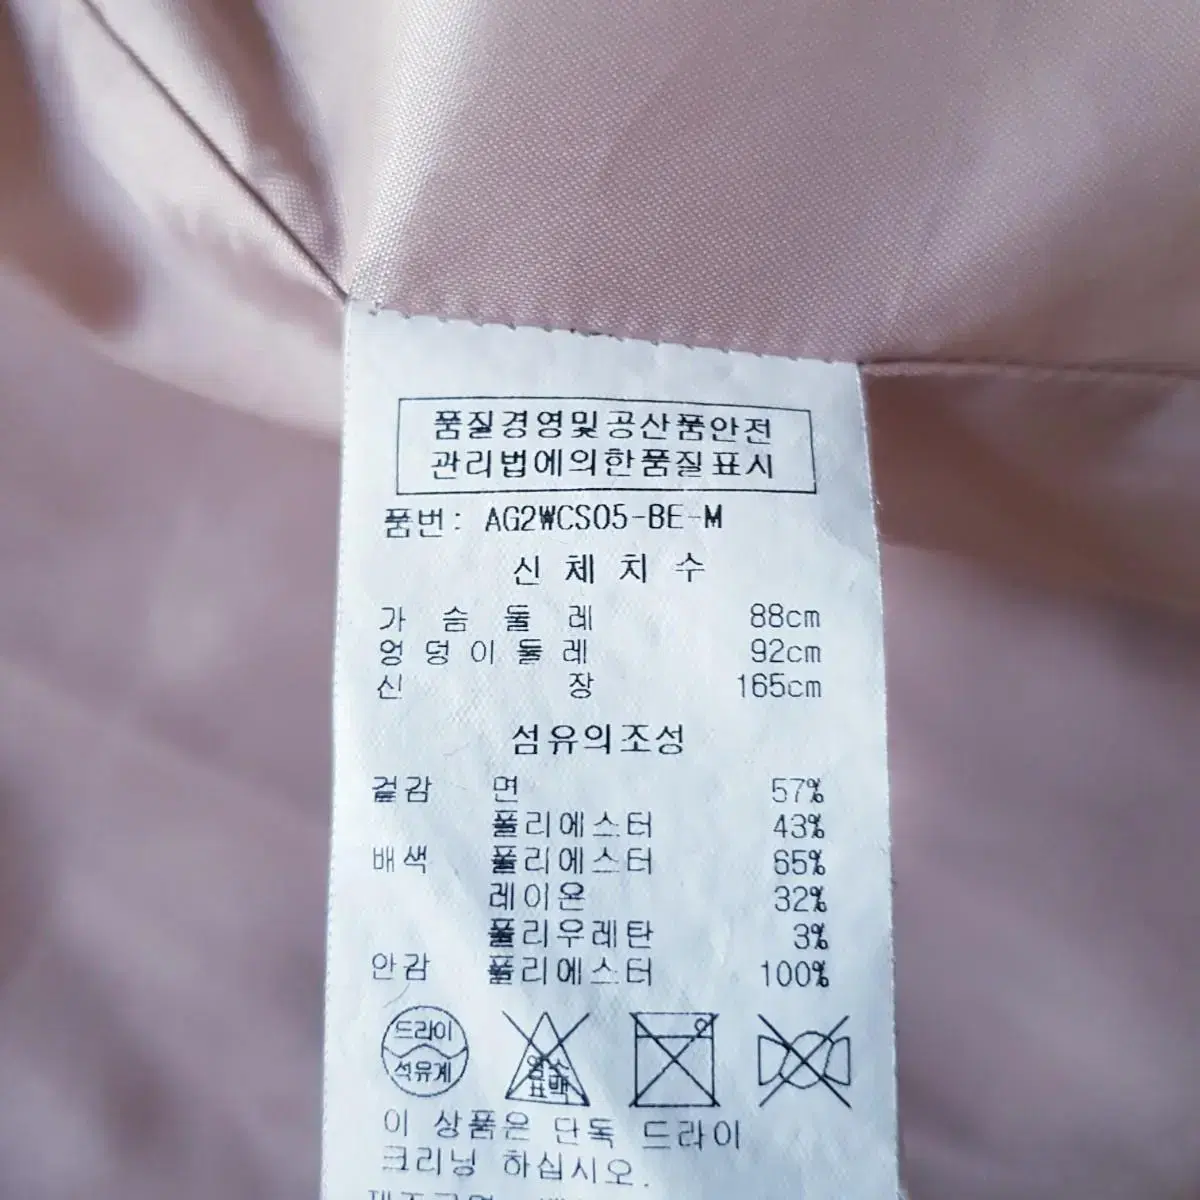 품질경영및공산품안전
관리법에의한품질표시
품번: AG2WCS05-BE-M
신체치수
가슴둘레 88cm
엉덩이둘레 92cm
신장 165cm
섬유의조성
겉감 면 57%
폴리에스터 43%
배색 폴리에스터 65%
레이온 32%
폴리우레탄 3%
안감 폴리에스터 100%
드라이
석유계
염소
표백
이 상품은 단독 드라이
크리닝 하십시오.